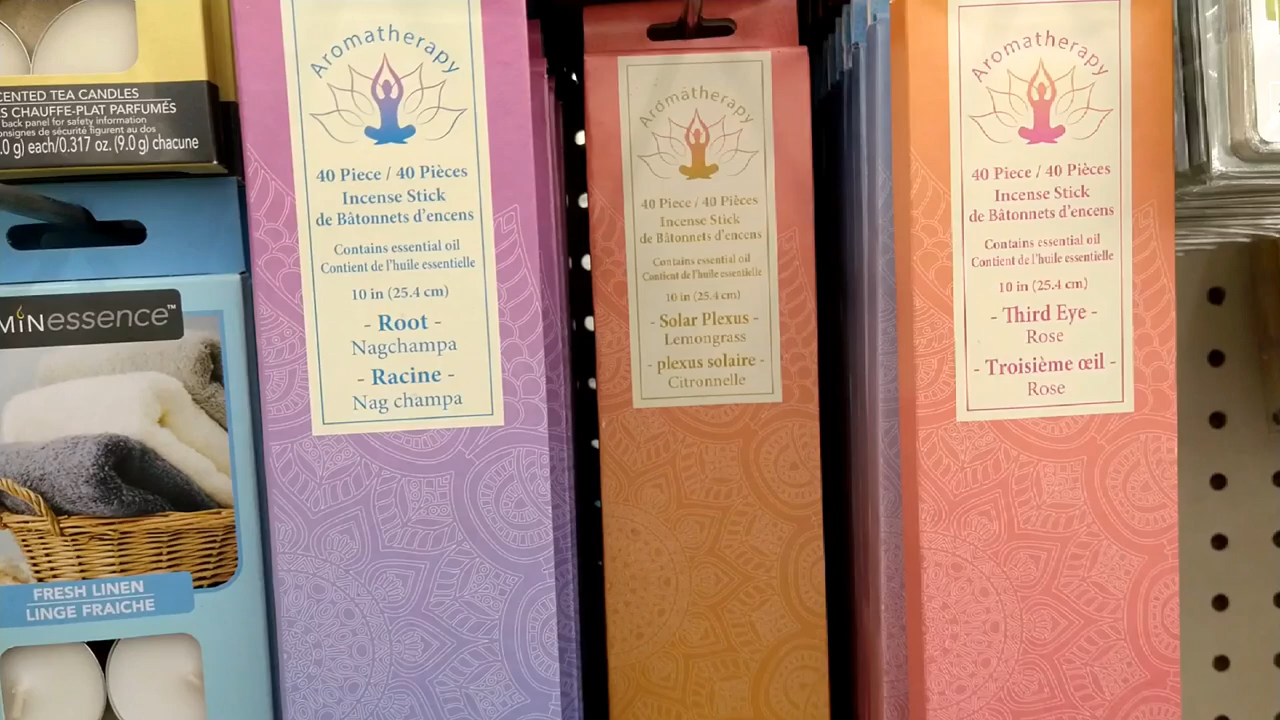 CENTED TEA CANDLES
S CHAUFFE-PLAT PARFUMÉS
back panel for safety information
onsignes de sécurité figurent au dos
.0 g) each/0.317 oz. (9.0 g) chacune
MiNessence™
FRESH LINEN
LINGE FRAICHE
Aromatherapy
40 Piece / 40 Pièces
Incense Stick
de Bâtonnets d'encens
Contains essential oil
Contient de l'huile essentielle
10 in (25.4 cm)
- Root -
Nagchampa
- Racine -
Nag champa
Aromatherapy
40 Piece / 40 Pièces
Incense Stick
de Bâtonnets d'encens
Contains essential oil
Contient de l'huile essentielle
10 in (25.4 cm)
- Solar Plexus -
Lemongrass
- plexus solaire -
Citronnelle
Aromatherapy
40 Piece / 40 Pièces
Incense Stick
de Bâtonnets d'encens
Contains essential oil
Contient de l'huile essentielle
10 in (25.4 cm)
- Third Eye -
Rose
- Troisième œil -
Rose